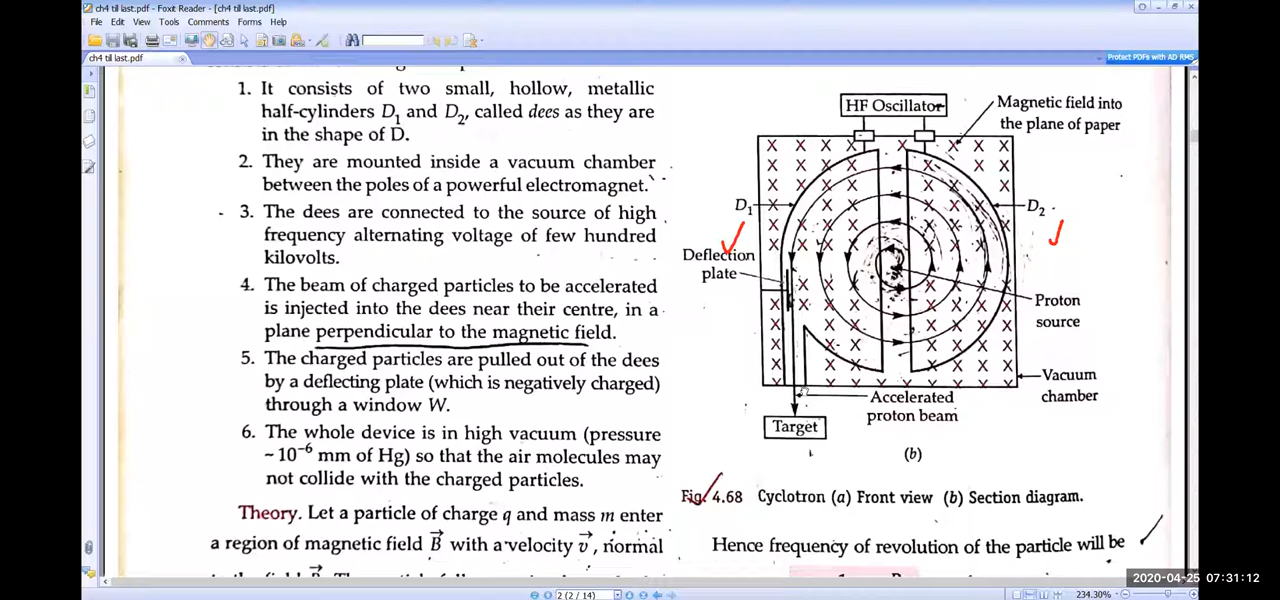 ch4 till last.pdf - Foxit Reader - [ch4 till last.pdf]
File Edit View Tools Comments Forms Help
ch4 till last.pdf
Protect PDFs with AD RMS
1. It consists of two small, hollow, metallic
half-cylinders D1 and D2, called dees as they are
in the shape of D.
2. They are mounted inside a vacuum chamber
between the poles of a powerful electromagnet.
3. The dees are connected to the source of high
frequency alternating voltage of few hundred
kilovolts.
4. The beam of charged particles to be accelerated
is injected into the dees near their centre, in a
plane perpendicular to the magnetic field.
5. The charged particles are pulled out of the dees
by a deflecting plate (which is negatively charged)
through a window W.
6. The whole device is in high vacuum (pressure
~ 10⁻⁶ mm of Hg) so that the air molecules may
not collide with the charged particles.
Theory. Let a particle of charge q and mass m enter
a region of magnetic field B⃗ with a velocity v⃗, normal
HF Oscillator
Magnetic field into
the plane of paper
D1
D2
Deflection
plate
Proton
source
Vacuum
chamber
Accelerated
proton beam
Target
(b)
Fig. 4.68 Cyclotron (a) Front view (b) Section diagram.
Hence frequency of revolution of the particle will be
2020-04-25 07:31:12
2 (2 / 14)
234.30%